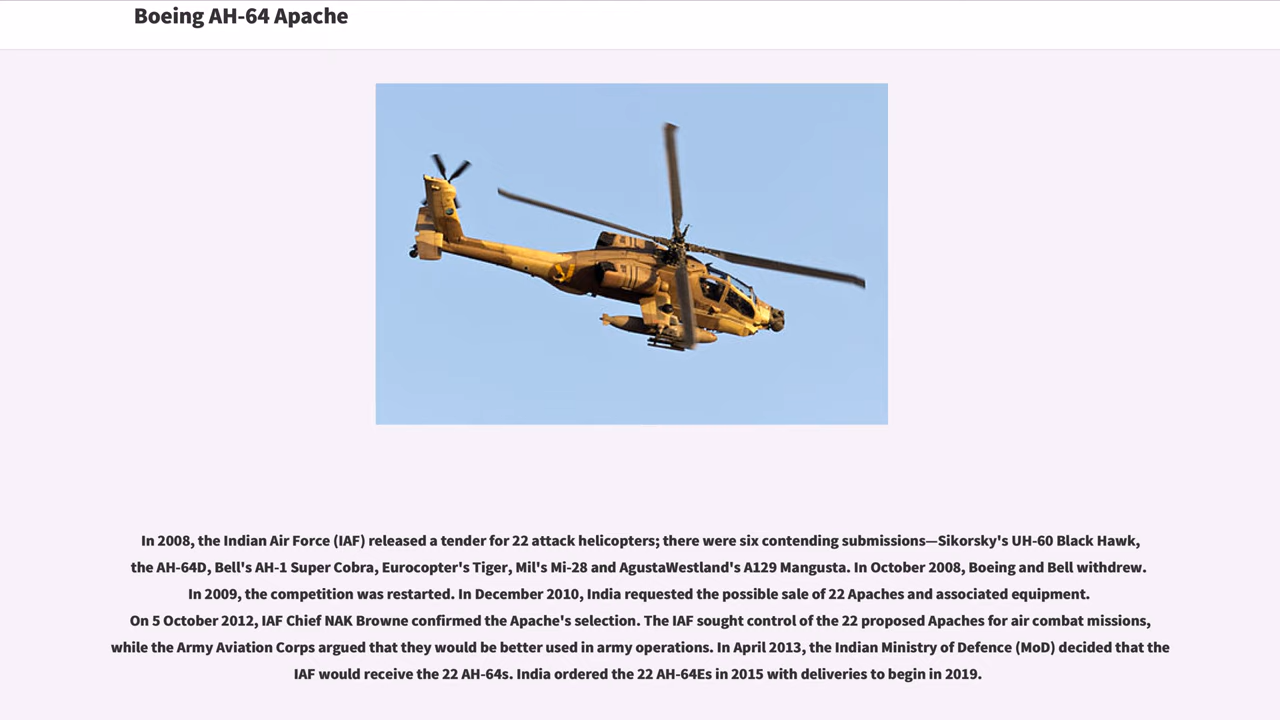 Boeing AH-64 Apache
In 2008, the Indian Air Force (IAF) released a tender for 22 attack helicopters; there were six contending submissions—Sikorsky's UH-60 Black Hawk,
the AH-64D, Bell's AH-1 Super Cobra, Eurocopter's Tiger, Mil's Mi-28 and AgustaWestland's A129 Mangusta. In October 2008, Boeing and Bell withdrew.
In 2009, the competition was restarted. In December 2010, India requested the possible sale of 22 Apaches and associated equipment.
On 5 October 2012, IAF Chief NAK Browne confirmed the Apache's selection. The IAF sought control of the 22 proposed Apaches for air combat missions,
while the Army Aviation Corps argued that they would be better used in army operations. In April 2013, the Indian Ministry of Defence (MoD) decided that the
IAF would receive the 22 AH-64s. India ordered the 22 AH-64Es in 2015 with deliveries to begin in 2019.